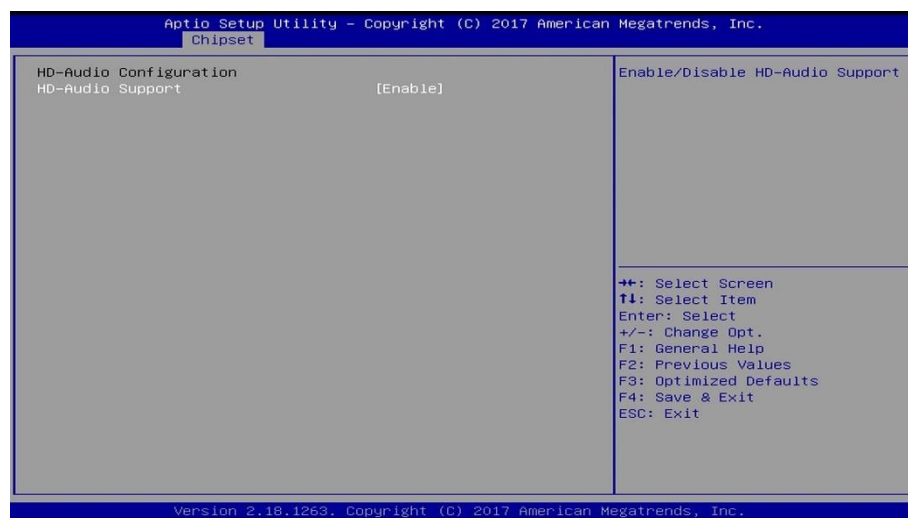 Aptio Setup Utility – Copyright (C) 2017 American Megatrends, Inc.
Chipset
HD-Audio Configuration
HD-Audio Support [Enable]
Enable/Disable HD-Audio Support
→←: Select Screen
↑↓: Select Item
Enter: Select
+/-: Change Opt.
F1: General Help
F2: Previous Values
F3: Optimized Defaults
F4: Save & Exit
ESC: Exit
Version 2.18.1263. Copyright (C) 2017 American Megatrends, Inc.